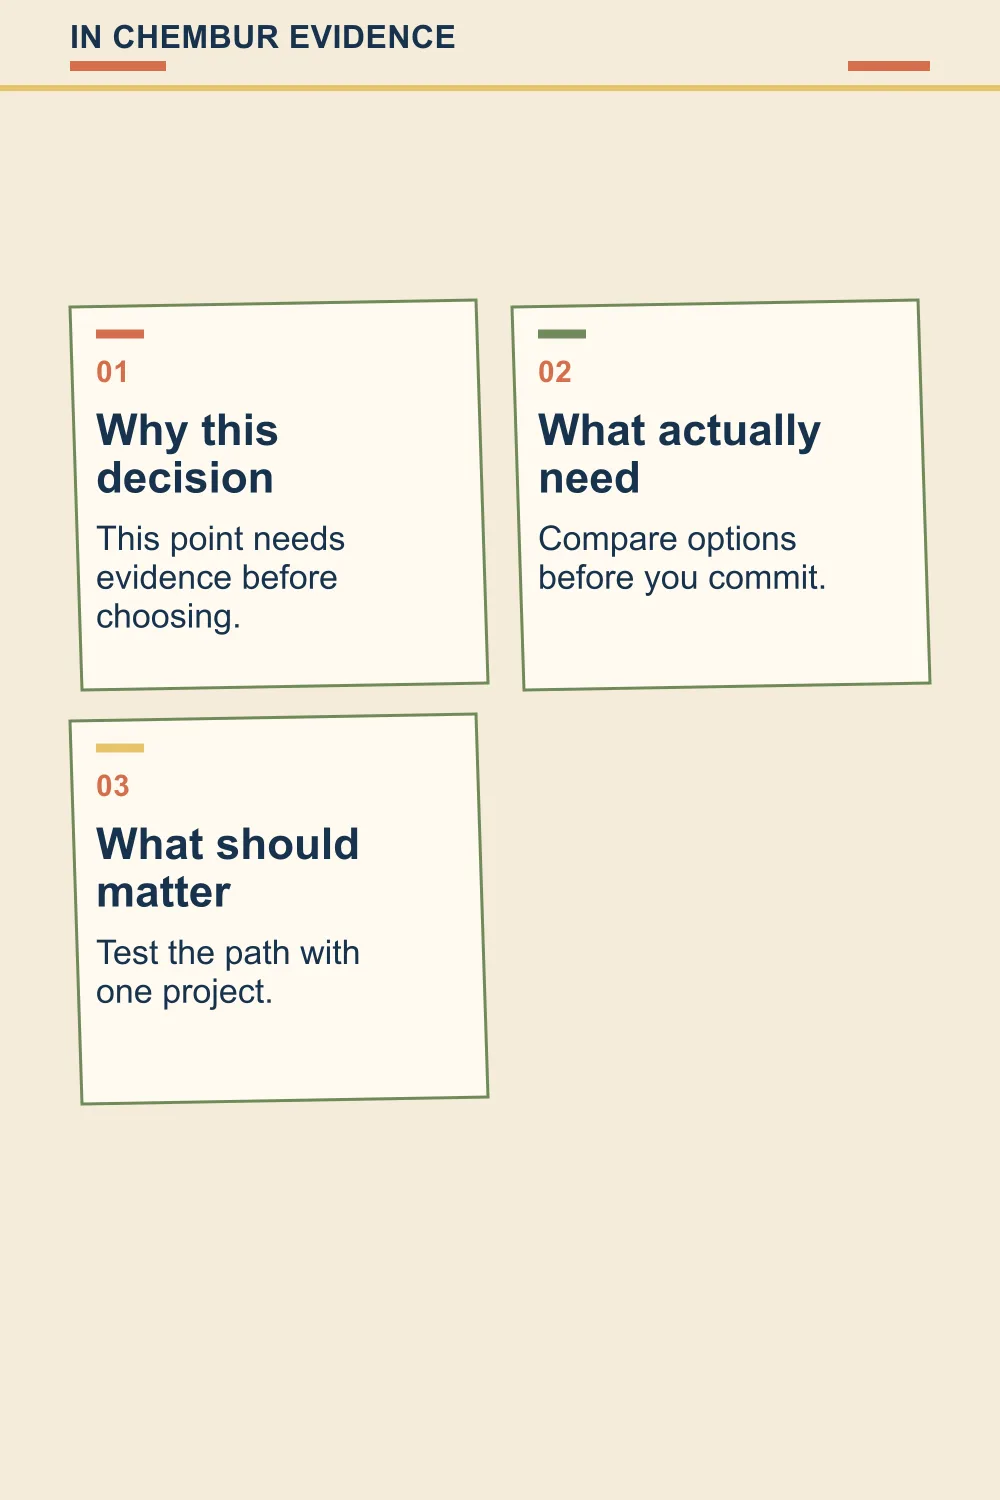 IN CHEMBUR EVIDENCE
01
Why this
decision
This point needs
evidence before
choosing.
02
What actually
need
Compare options
before you commit.
03
What should
matter
Test the path with
one project.